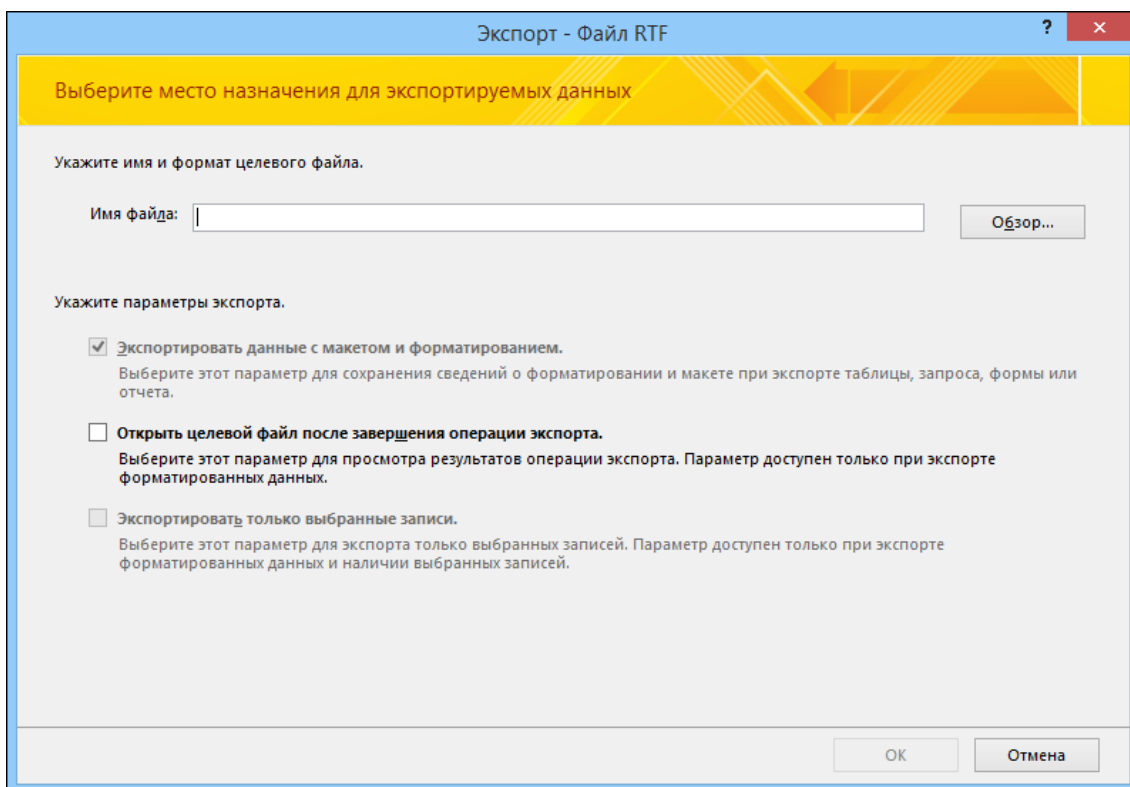 Экспорт - Файл RTF
?
Выберите место назначения для экспортируемых данных
Укажите имя и формат целевого файла.
Имя файла:
Обзор...
Укажите параметры экспорта.
Экспортировать данные с макетом и форматированием.
Выберите этот параметр для сохранения сведений о форматировании и макете при экспорте таблицы, запроса, формы или
отчета.
Открыть целевой файл после завершения операции экспорта.
Выберите этот параметр для просмотра результатов операции экспорта. Параметр доступен только при экспорте
форматированных данных.
Экспортировать только выбранные записи.
Выберите этот параметр для экспорта только выбранных записей. Параметр доступен только при экспорте
форматированных данных и наличии выбранных записей.
ОК
Отмена